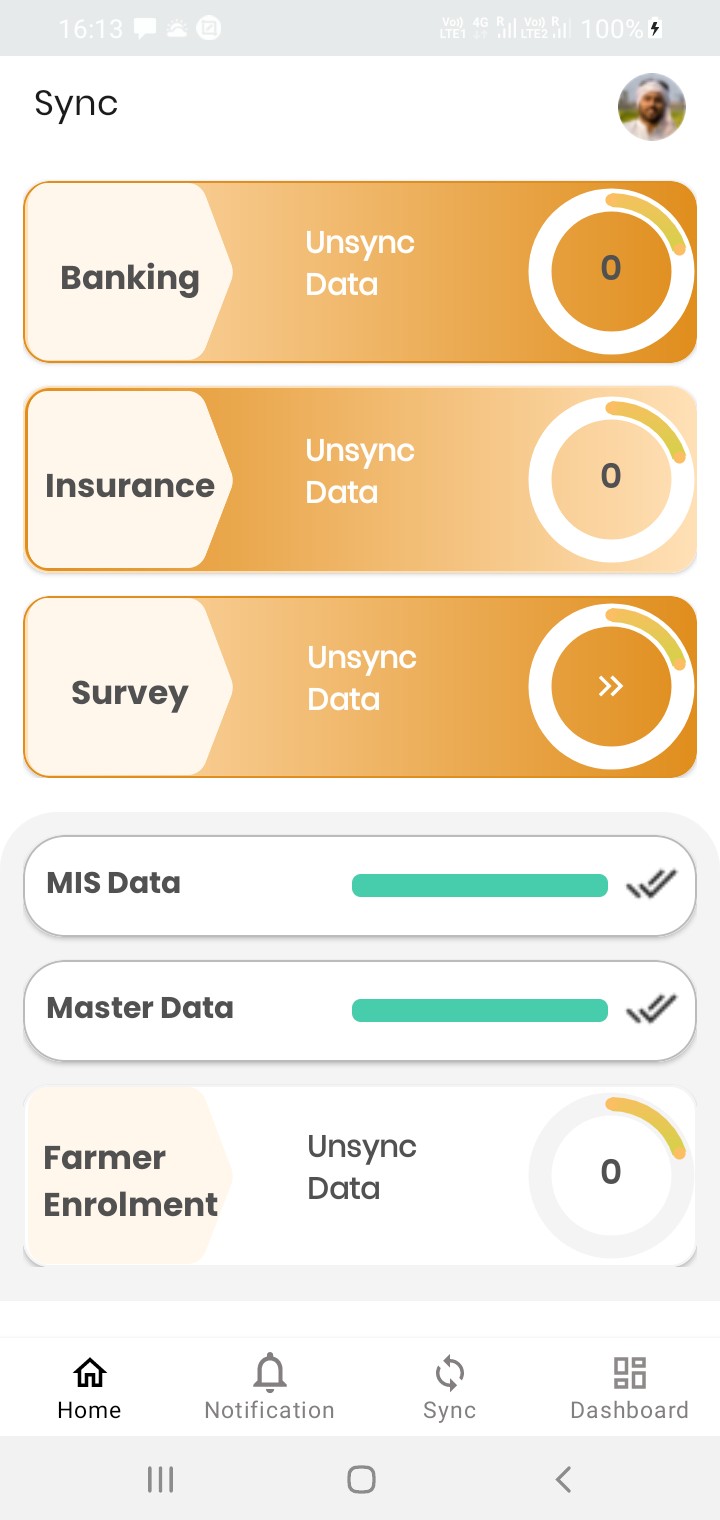 16:13 Vo)) LTE1 4G R Vo)) LTE2 R 100%
Sync
Banking
Unsync
Data
0
Insurance
Unsync
Data
0
Survey
Unsync
Data
MIS Data
Master Data
Farmer
Enrolment
Unsync
Data
0
Home Notification Sync Dashboard